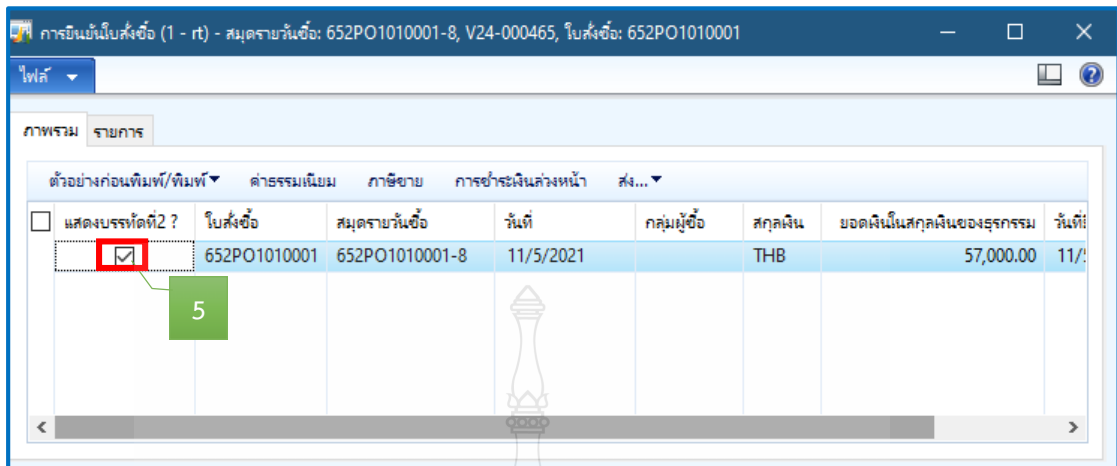 การยืนยันใบสั่งซื้อ (1 - rt) - สมุดรายวันซื้อ: 652PO1010001-8, V24-000465, ใบสั่งซื้อ: 652PO1010001
ไฟล์
ภาพรวม รายการ
ตัวอย่างก่อนพิมพ์/พิมพ์ ค่าธรรมเนียม ภาษีขาย การชำระเงินล่วงหน้า ส่ง...
แสดงบรรทัดที่2 ? ใบสั่งซื้อ สมุดรายวันซื้อ วันที่ กลุ่มผู้ซื้อ สกุลเงิน ยอดเงินในสกุลเงินของธุรกรรม
652PO1010001 652PO1010001-8 11/5/2021 THB 57,000.00
5